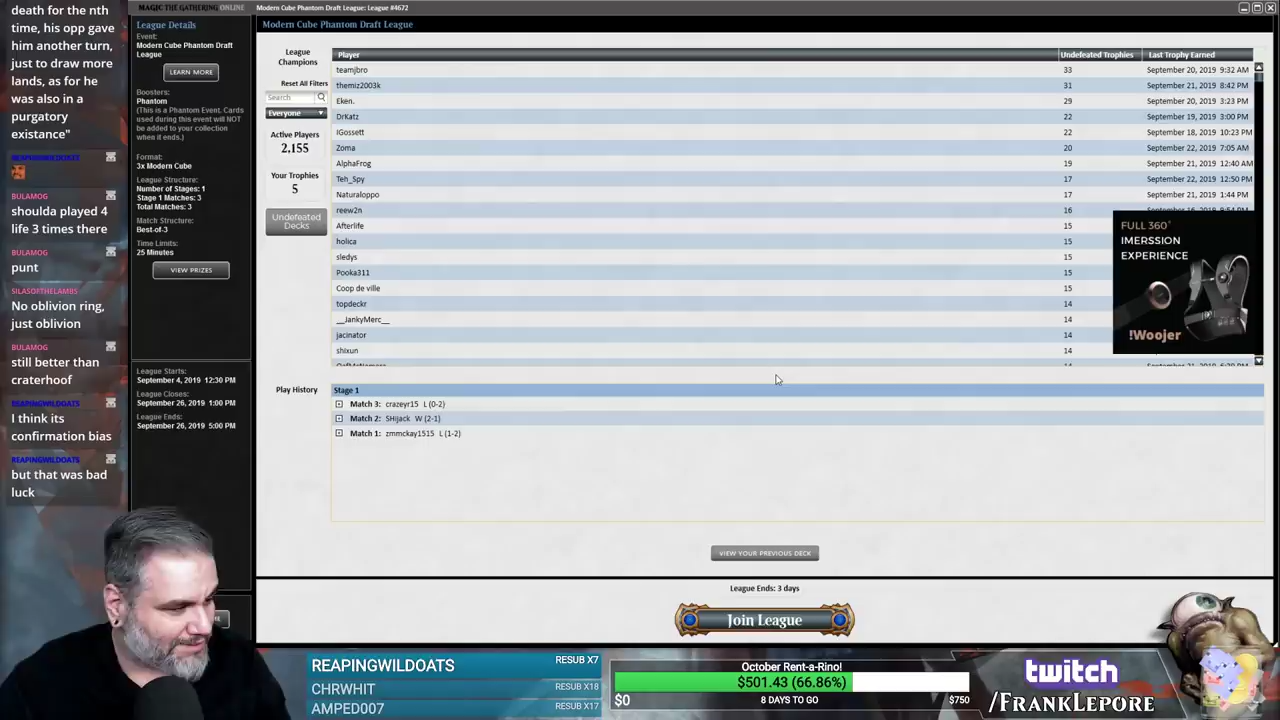 death for the nth
time, his opp gave
him another turn,
just to draw more
lands, as for he
was also in a
purgatory
existance"
BULAMOG
shoulda played 4
life 3 times there
BULAMOG
punt
SILASOFTHELAMBS
No oblivion ring,
just oblivion
BULAMOG
still better than
craterhoof
REAPINGWILDOATS
I think its
confirmation bias
REAPINGWILDOATS
but that was bad
luck
MAGIC THE GATHERING ONLINE
Modern Cube Phantom Draft League: League #4672
League Details
Event:
Modern Cube Phantom Draft
League
LEARN MORE
Boosters:
Phantom
(This is a Phantom Event. Cards
used during this event will NOT
be added to your collection
when it ends.)
Format:
3x Modern Cube
League Structure:
Number of Stages: 1
Stage 1 Matches: 3
Total Matches: 3
Match Structure:
Best-of-3
Time Limits:
25 Minutes
VIEW PRIZES
League Starts:
September 4, 2019 12:30 PM
League Closes:
September 26, 2019 1:00 PM
League Ends:
September 26, 2019 5:00 PM
Modern Cube Phantom Draft League
League
Champions
Reset All Filters
Search
Everyone
Active Players
2,155
Your Trophies
5
Undefeated
Decks
Player Undefeated Trophies Last Trophy Earned
teamjbro 33 September 20, 2019 9:32 AM
themiz2003k 31 September 21, 2019 8:42 PM
Eken. 29 September 20, 2019 3:23 PM
DrKatz 22 September 19, 2019 3:00 PM
IGossett 22 September 18, 2019 10:23 PM
Zoma 20 September 22, 2019 7:05 AM
AlphaFrog 19 September 21, 2019 12:40 AM
Teh_Spy 17 September 22, 2019 12:50 PM
Naturaloppo 17 September 21, 2019 1:44 PM
reew2n 16
Afterlife 15
holica 15
sledys 15
Pooka311 15
Coop de ville 15
topdeckr 14
__JankyMerc__ 14
jacinator 14
shixun 14
FULL 360°
IMERSSION
EXPERIENCE
!Woojer
Play History
Stage 1
Match 3: crazeyr15 L (0-2)
Match 2: SHijack W (2-1)
Match 1: zmmckay1515 L (1-2)
VIEW YOUR PREVIOUS DECK
League Ends: 3 days
Join League
REAPINGWILDOATS RESUB X7
CHRWHIT RESUB X18
AMPED007 RESUB X17
October Rent-a-Rino!
$501.43 (66.86%)
$0 8 DAYS TO GO $750
twitch
/FRANKLEPORE